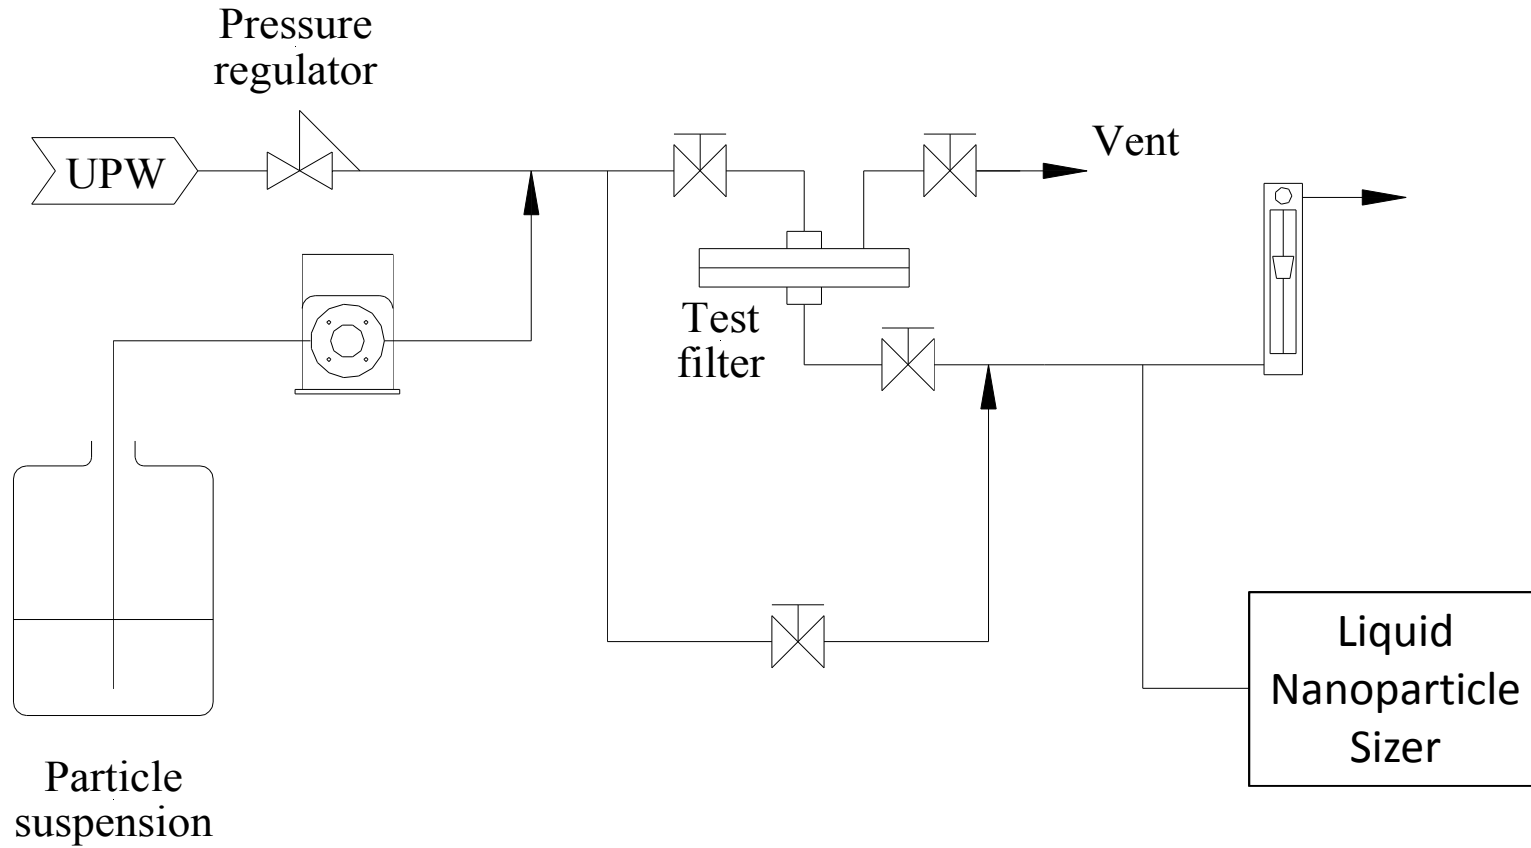 Pressure
regulator
UPW
Vent
Test
filter
Liquid
Nanoparticle
Sizer
Particle
suspension